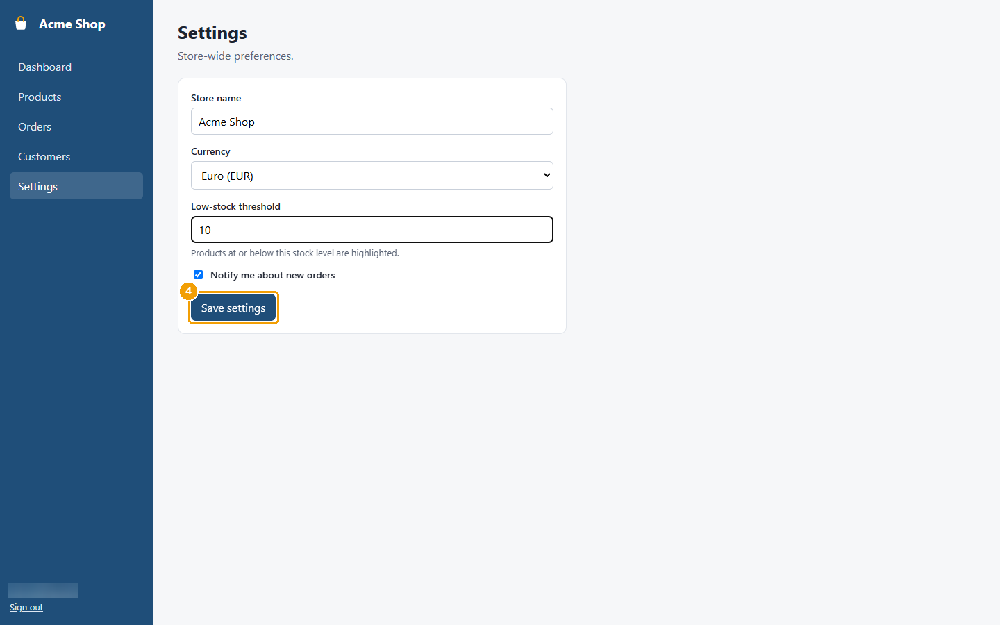 Acme Shop
Dashboard
Products
Orders
Customers
Settings
Sign out
Settings
Store-wide preferences.
Store name
Acme Shop
Currency
Euro (EUR)
Low-stock threshold
10
Products at or below this stock level are highlighted.
Notify me about new orders
4
Save settings